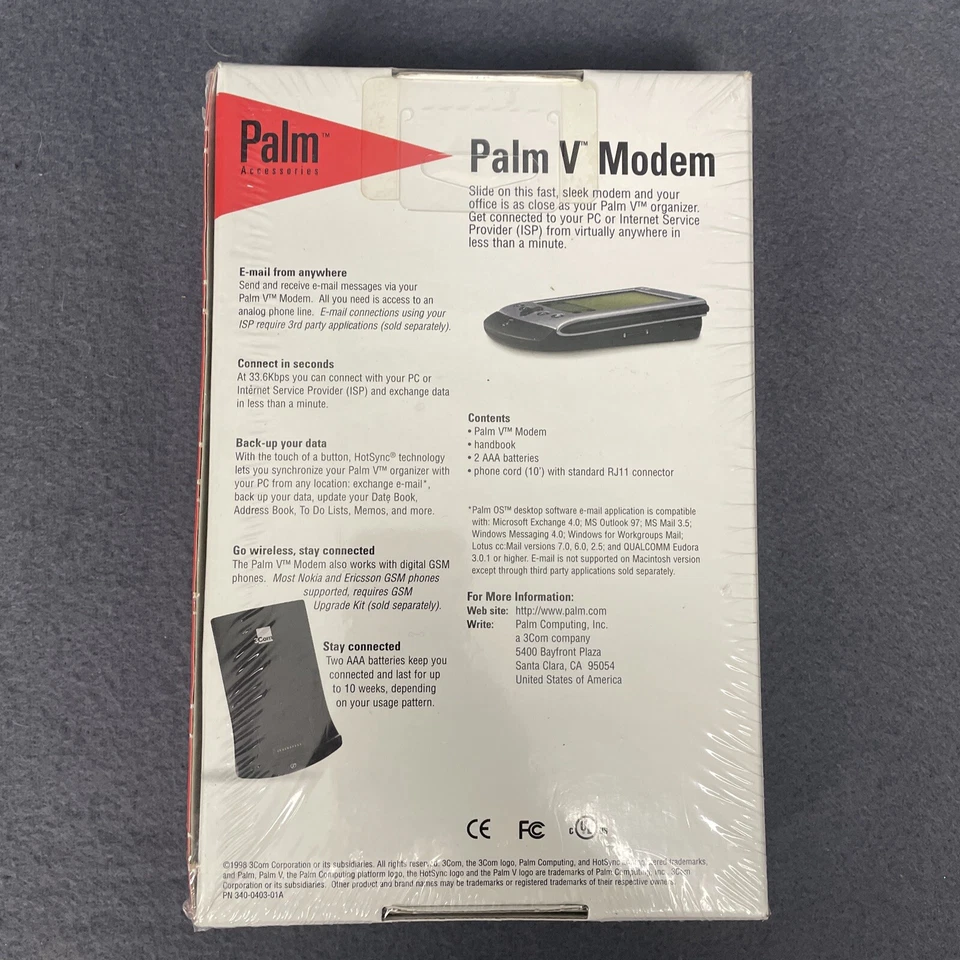 Palm™
Accessories
Palm V™ Modem
Slide on this fast, sleek modem and your
office is as close as your Palm V™ organizer.
Get connected to your PC or Internet Service
Provider (ISP) from virtually anywhere in
less than a minute.
E-mail from anywhere
Send and receive e-mail messages via your
Palm V™ Modem. All you need is access to an
analog phone line. E-mail connections using your
ISP require 3rd party applications (sold separately).
Connect in seconds
At 33.6Kbps you can connect with your PC or
Internet Service Provider (ISP) and exchange data
in less than a minute.
Back-up your data
With the touch of a button, HotSync® technology
lets you synchronize your Palm V™ organizer with
your PC from any location: exchange e-mail*,
back up your data, update your Date Book,
Address Book, To Do Lists, Memos, and more.
Go wireless, stay connected
The Palm V™ Modem also works with digital GSM
phones. Most Nokia and Ericsson GSM phones
supported, requires GSM
Upgrade Kit (sold separately).
3Com
Stay connected
Two AAA batteries keep you
connected and last for up
to 10 weeks, depending
on your usage pattern.
Contents
• Palm V™ Modem
• handbook
• 2 AAA batteries
• phone cord (10') with standard RJ11 connector
*Palm OS™ desktop software e-mail application is compatible
with: Microsoft Exchange 4.0; MS Outlook 97; MS Mail 3.5;
Windows Messaging 4.0; Windows for Workgroups Mail;
Lotus cc:Mail versions 7.0, 6.0, 2.5; and QUALCOMM Eudora
3.0.1 or higher. E-mail is not supported on Macintosh version
except through third party applications sold separately.
For More Information:
Web site: http://www.palm.com
Write: Palm Computing, Inc.
a 3Com company
5400 Bayfront Plaza
Santa Clara, CA 95054
United States of America
CE FC C UL
©1998 3Com Corporation or its subsidiaries. All rights reserved. 3Com, the 3Com logo, Palm Computing, and HotSync trademarks,
and Palm, Palm V, the Palm Computing platform logo, the HotSync logo and the Palm V logo are trademarks of Palm Computing, Inc., 3Com
Corporation or its subsidiaries. Other product and brand names may be trademarks or registered trademarks of their respective owners.
PN 340-0403-01A